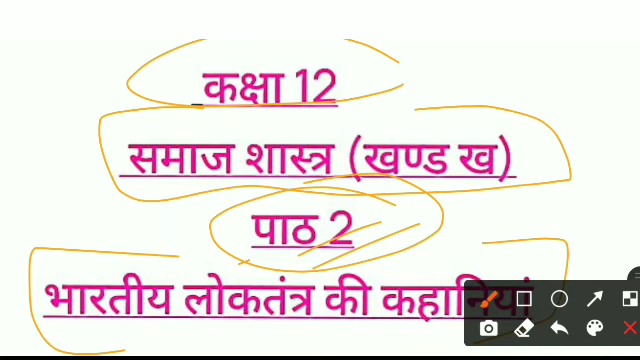 कक्षा 12
समाज शास्त्र (खण्ड ख)
पाठ 2
भारतीय लोकतंत्र की कहानियां